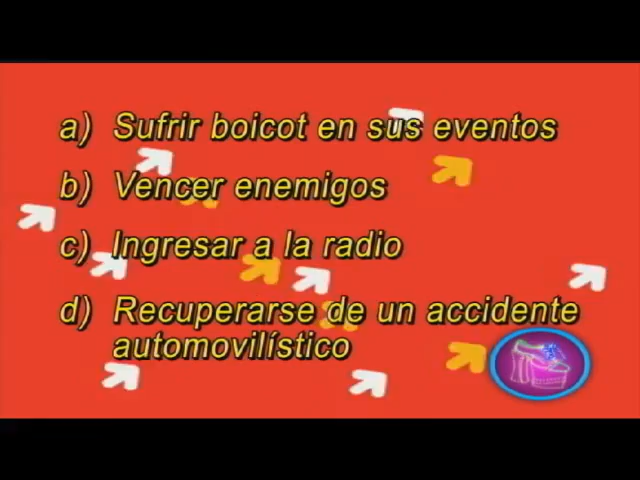 a) Sufrir boicot en sus eventos
b) Vencer enemigos
c) Ingresar a la radio
d) Recuperarse de un accidente
automovilístico